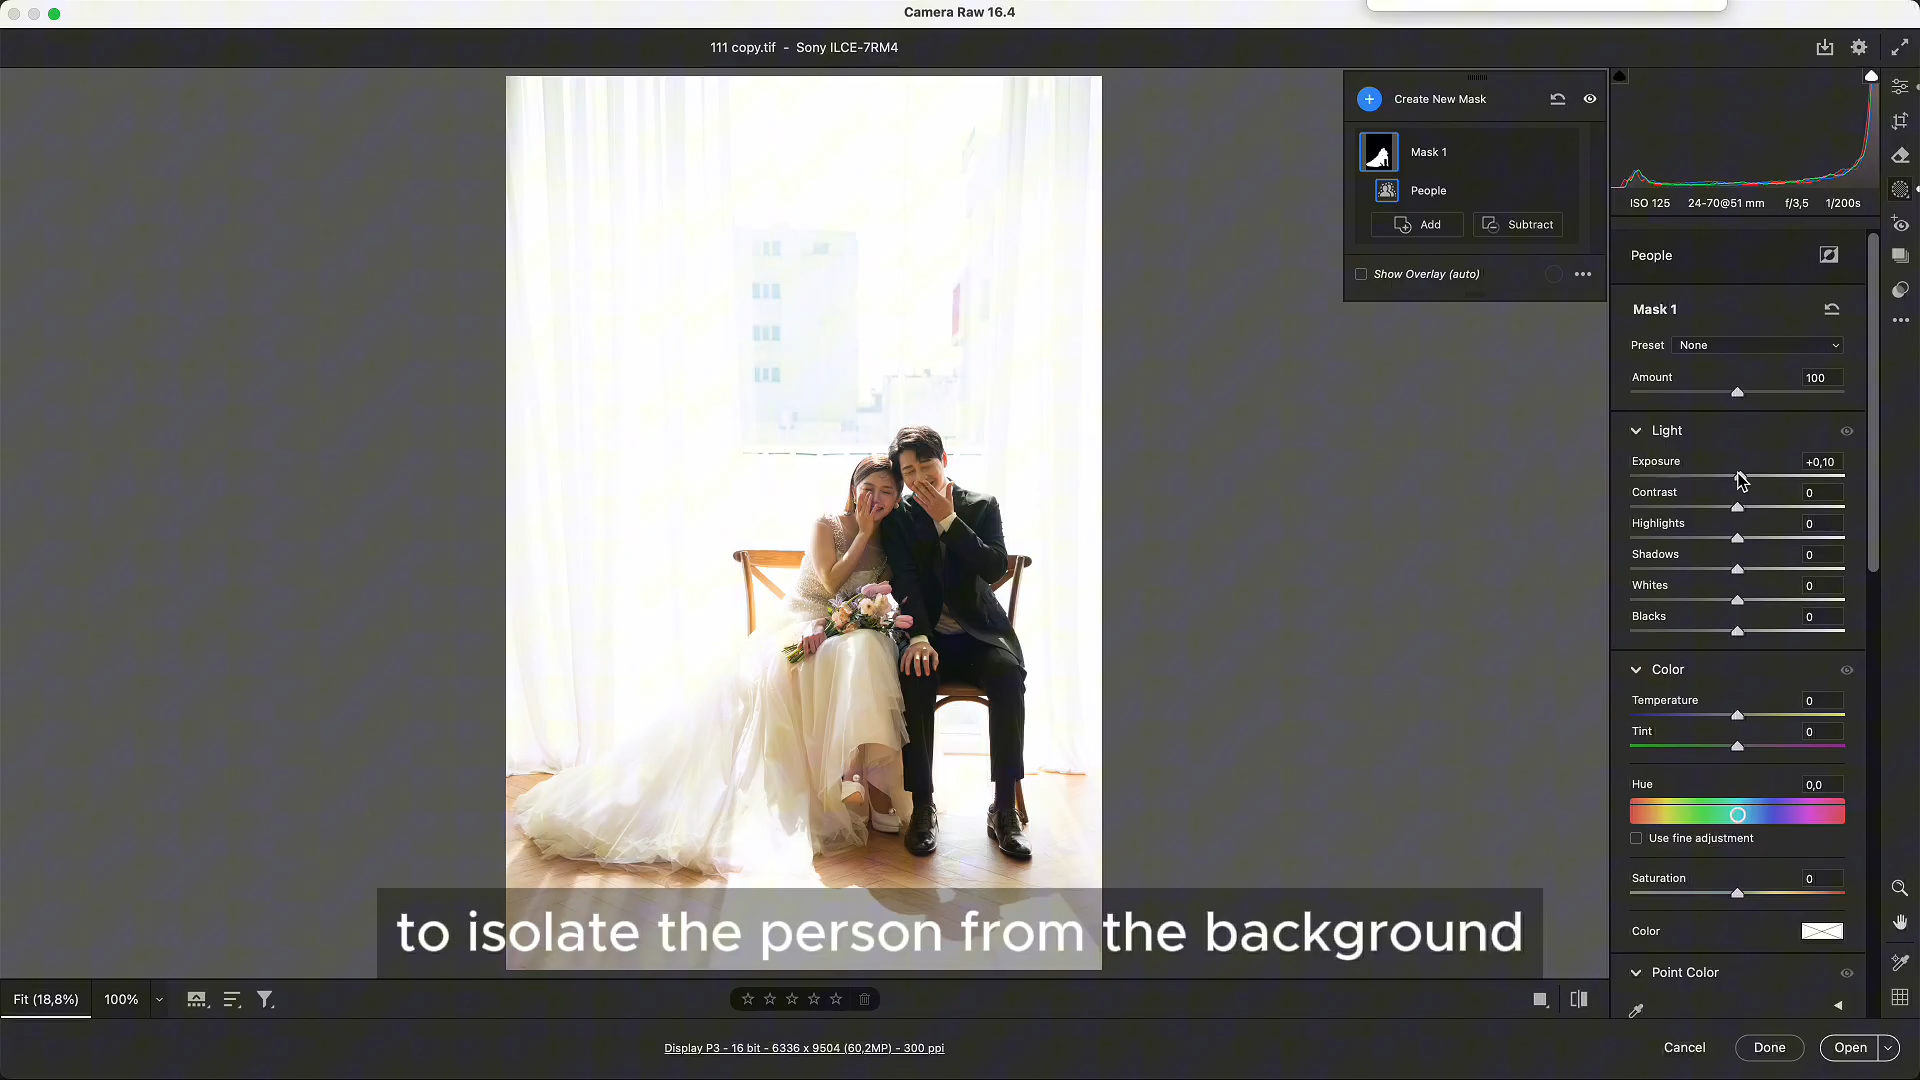 Camera Raw 16.4
111 copy.tif - Sony ILCE-7RM4
Create New Mask
Mask 1
People
Add
Subtract
Show Overlay (auto)
ISO 125 24-70@51 mm f/3,5 1/200s
People
Mask 1
Preset None
Amount 100
Light
Exposure +0,10
Contrast 0
Highlights 0
Shadows 0
Whites 0
Blacks 0
Color
Temperature 0
Tint 0
Hue 0,0
Use fine adjustment
Saturation 0
Color
Point Color
to isolate the person from the background
Fit (18,8%) 100%
Display P3 - 16 bit - 6336 x 9504 (60,2MP) - 300 ppi
Cancel Done Open